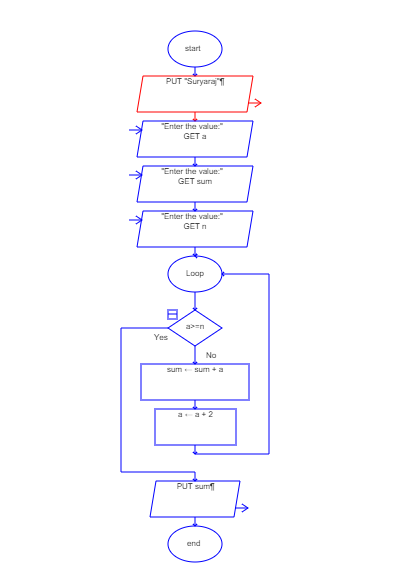 start
PUT "Suryaraj"¶
"Enter the value:"
GET a
"Enter the value:"
GET sum
"Enter the value:"
GET n
Loop
a>=n
Yes
No
sum ← sum + a
a ← a + 2
PUT sum¶
end